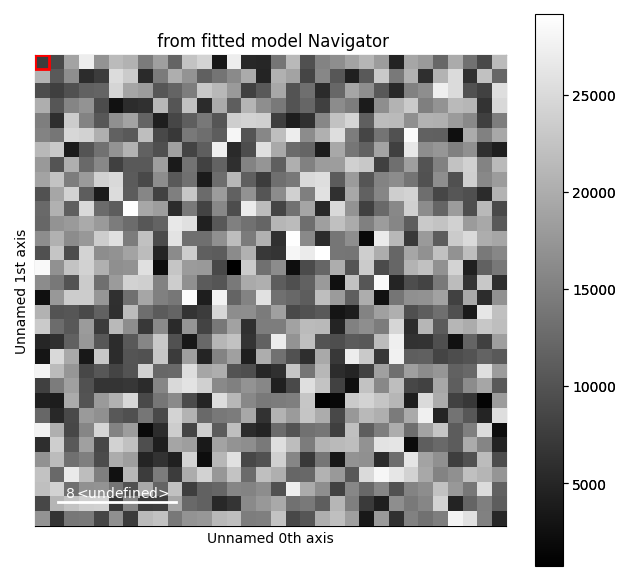 from fitted model Navigator
25000
20000
15000
10000
5000
Unnamed 1st axis
8 <undefined>
Unnamed 0th axis